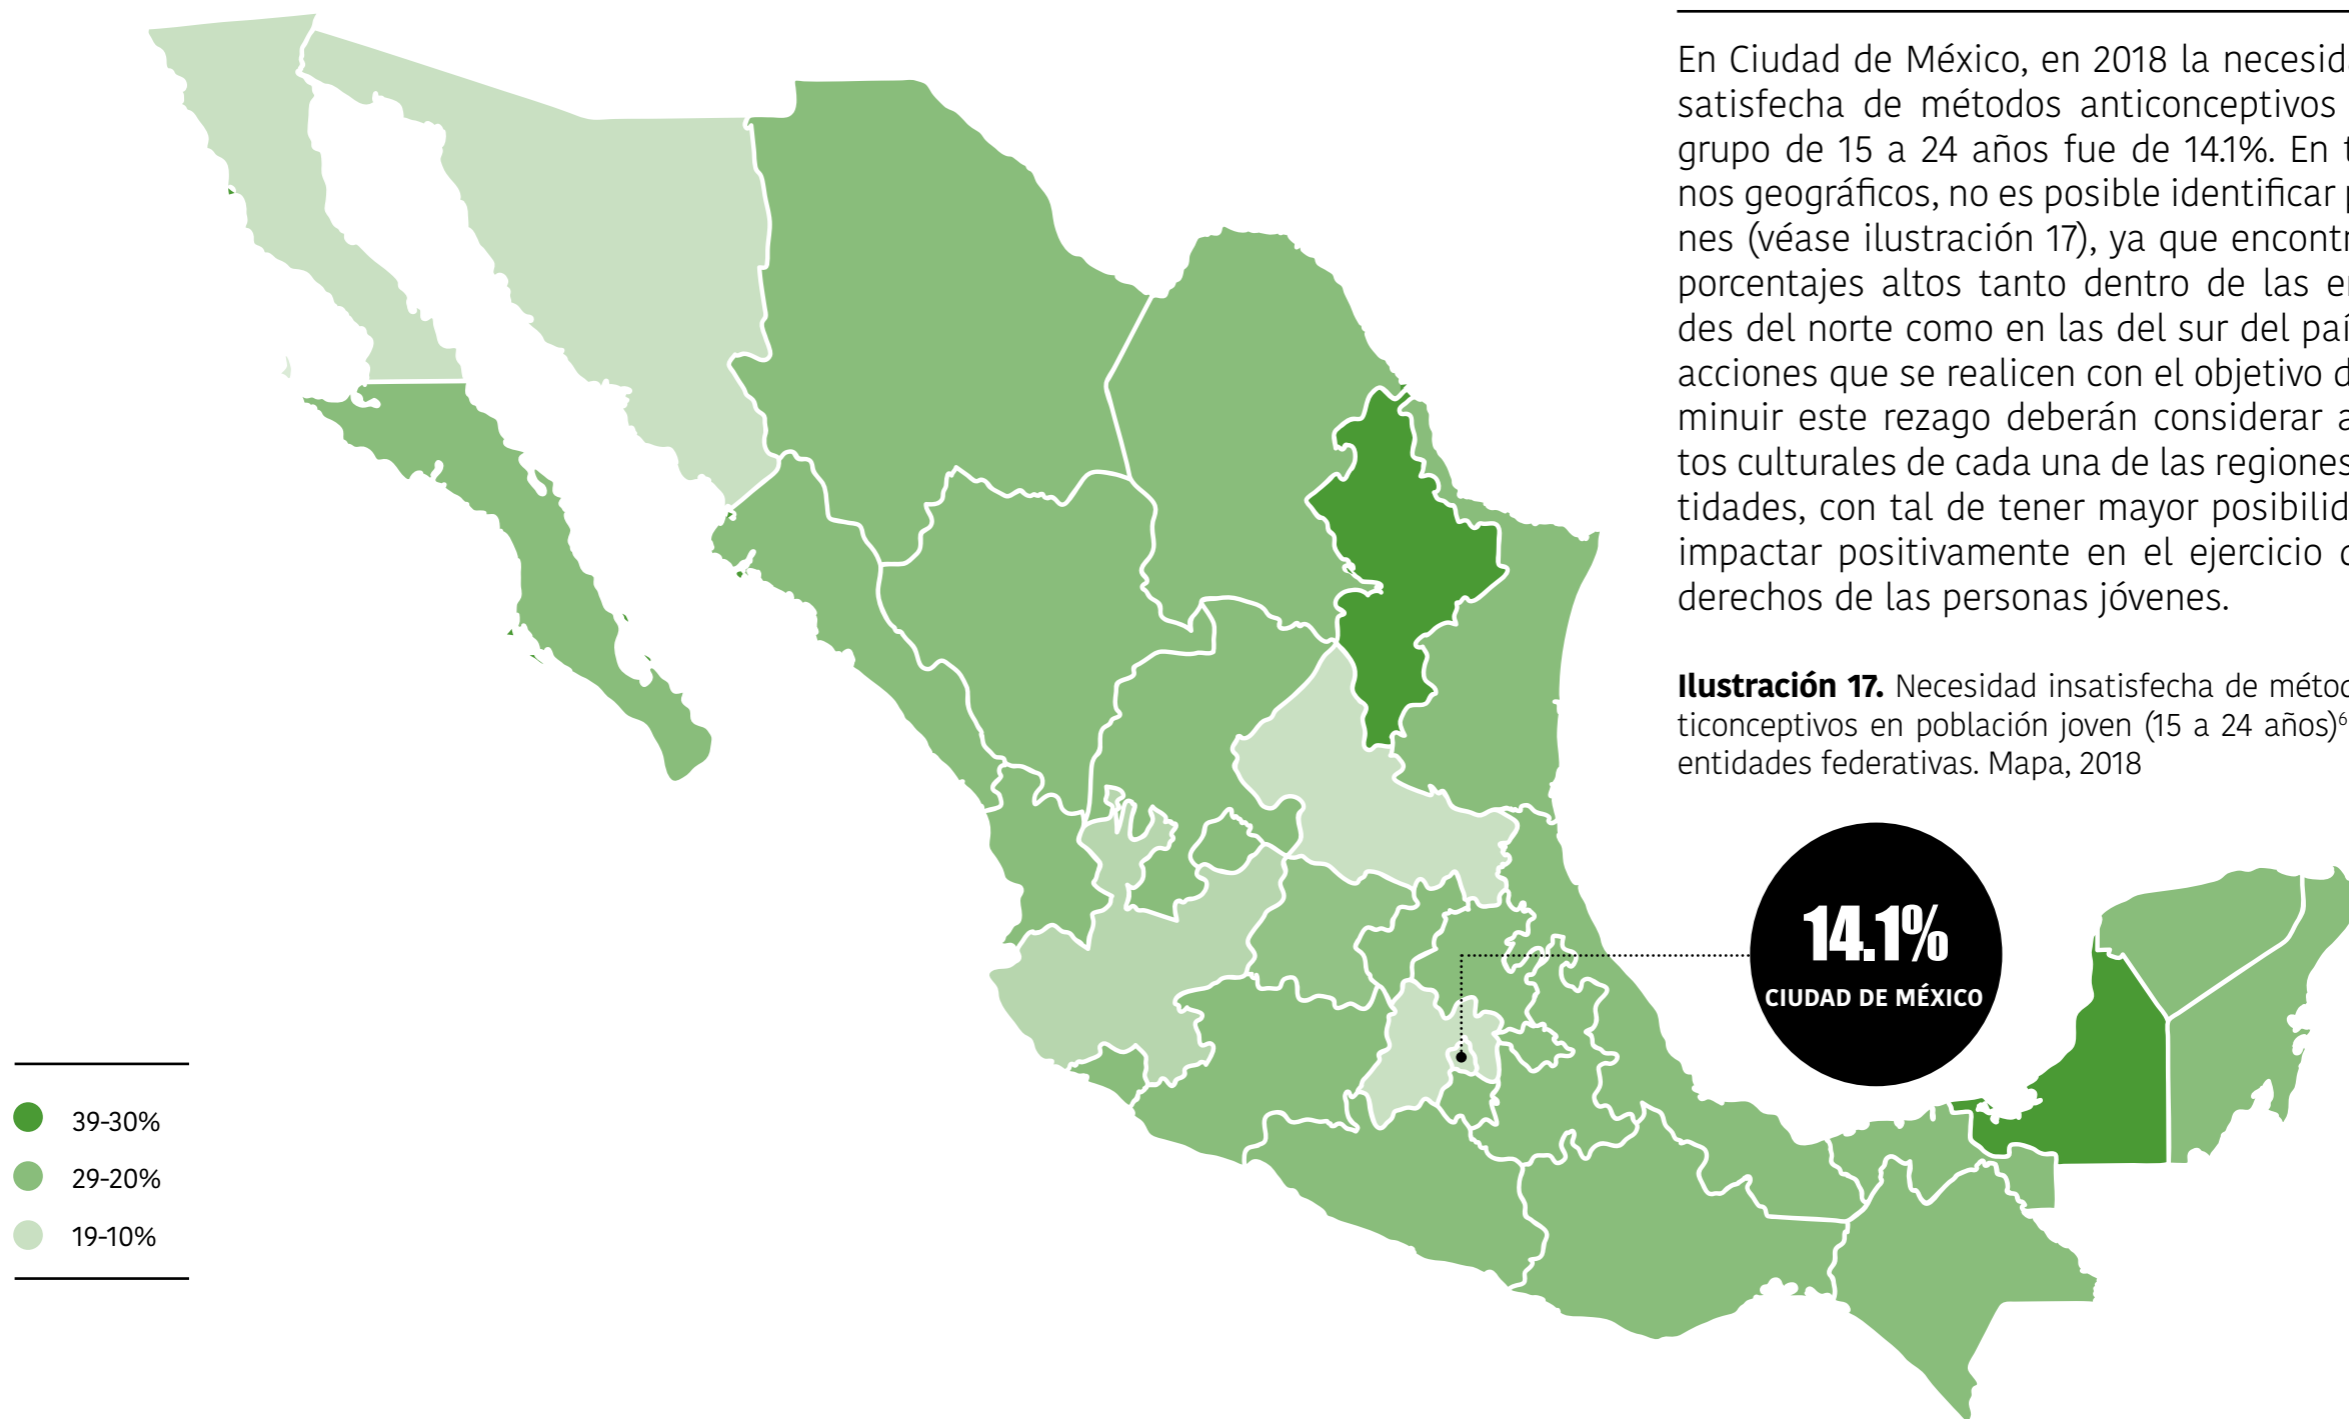 En Ciudad de México, en 2018 la necesid
satisfecha de métodos anticonceptivos
grupo de 15 a 24 años fue de 14.1%. En t
nos geográficos, no es posible identificar p
nes (véase ilustración 17), ya que encontr
porcentajes altos tanto dentro de las e
des del norte como en las del sur del paí
acciones que se realicen con el objetivo d
minuir este rezago deberán considerar a
tos culturales de cada una de las regiones
tidades, con tal de tener mayor posibilid
impactar positivamente en el ejercicio d
derechos de las personas jóvenes.
Ilustración 17. Necesidad insatisfecha de métod
ticonceptivos en población joven (15 a 24 años)6
entidades federativas. Mapa, 2018
14.1%
CIUDAD DE MÉXICO
39-30%
29-20%
19-10%